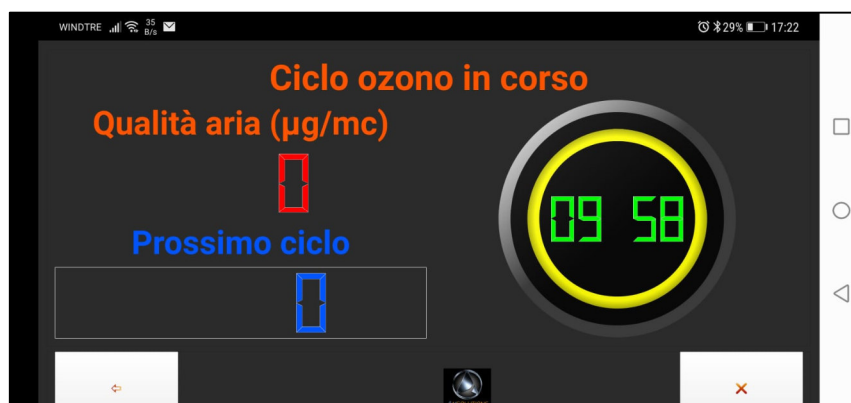 WINDTRE 35 B/s 29% 17:22
Ciclo ozono in corso
Qualità aria (µg/mc)
0
09 58
Prossimo ciclo
0